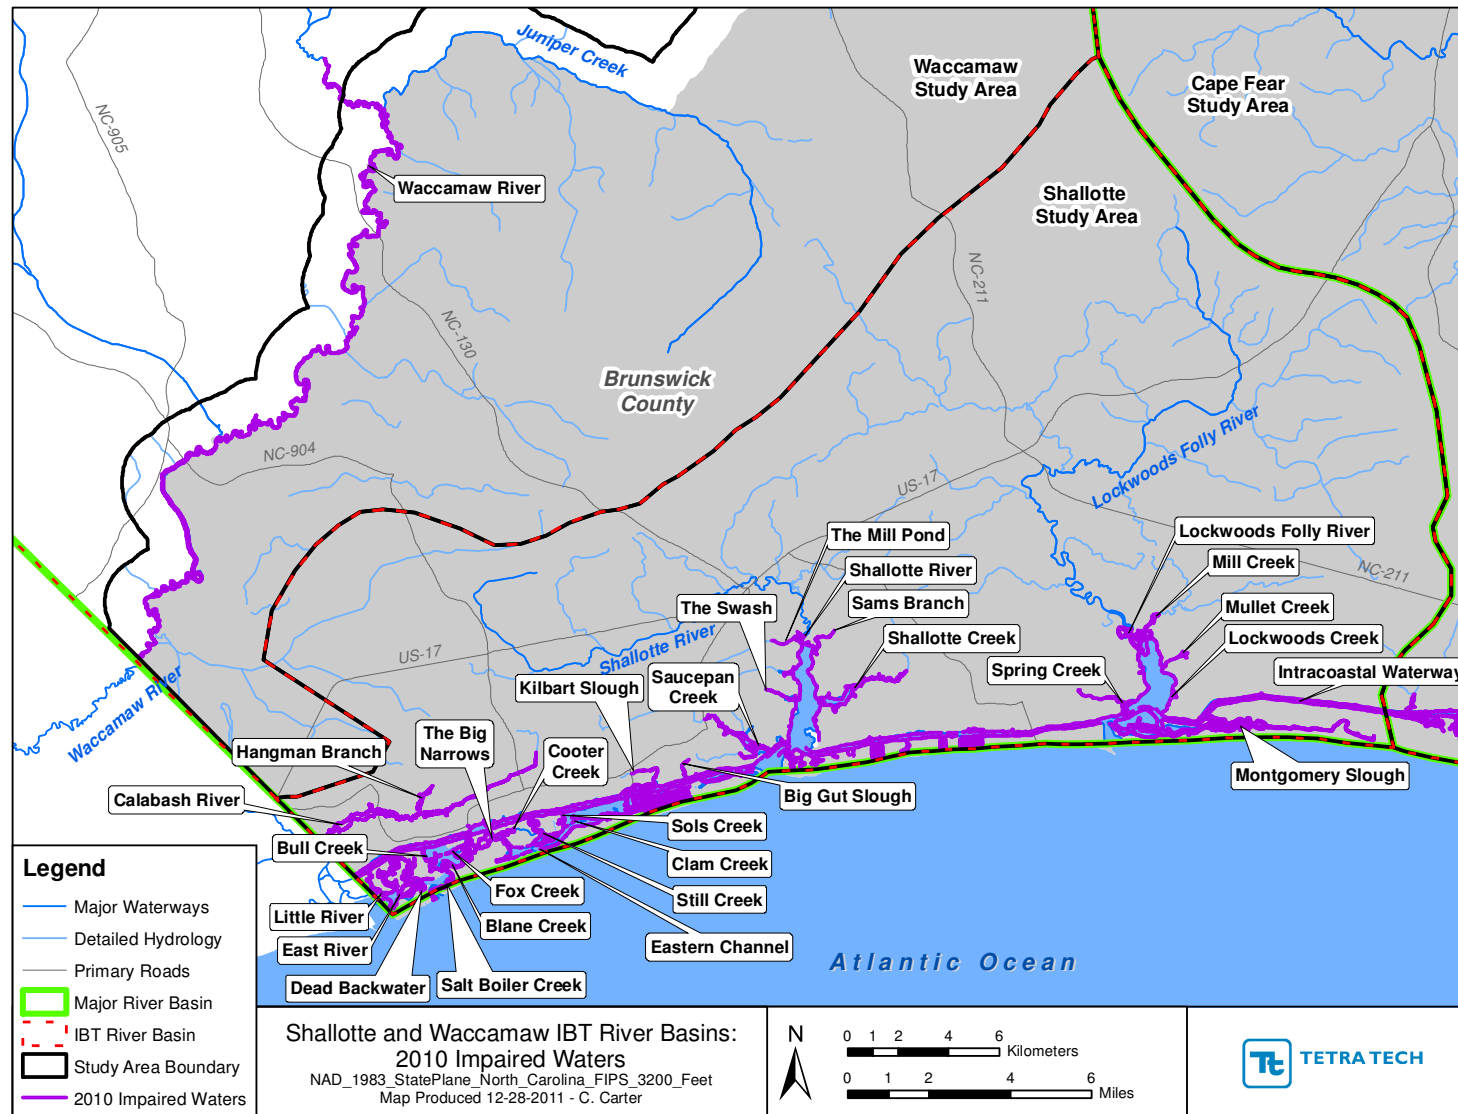 Juniper Creek
Waccamaw
Study Area
Cape Fear
Study Area
NC-905
Waccamaw River
Shallotte
Study Area
NC-211
NC-130
Brunswick
County
NC-904
Lockwoods Folly River
US-17
The Mill Pond
Lockwoods Folly River
Shallotte River
Mill Creek
NC-211
The Swash
Sams Branch
Mullet Creek
Shallotte Creek
Lockwoods Creek
US-17
Shallotte River
Saucepan
Creek
Spring Creek
Intracoastal Waterway
Kilbart Slough
Waccamaw River
The Big
Narrows
Hangman Branch
Cooter
Creek
Montgomery Slough
Calabash River
Big Gut Slough
Sols Creek
Bull Creek
Clam Creek
Fox Creek
Still Creek
Little River
Blane Creek
East River
Eastern Channel
Dead Backwater
Salt Boiler Creek
Atlantic Ocean
Legend
Major Waterways
Detailed Hydrology
Primary Roads
Major River Basin
IBT River Basin
Study Area Boundary
2010 Impaired Waters
Shallotte and Waccamaw IBT River Basins:
2010 Impaired Waters
NAD_1983_StatePlane_North_Carolina_FIPS_3200_Feet
Map Produced 12-28-2011 - C. Carter
N
0 1 2 4 6
Kilometers
0 1 2 4 6
Miles
Tt
TETRA TECH